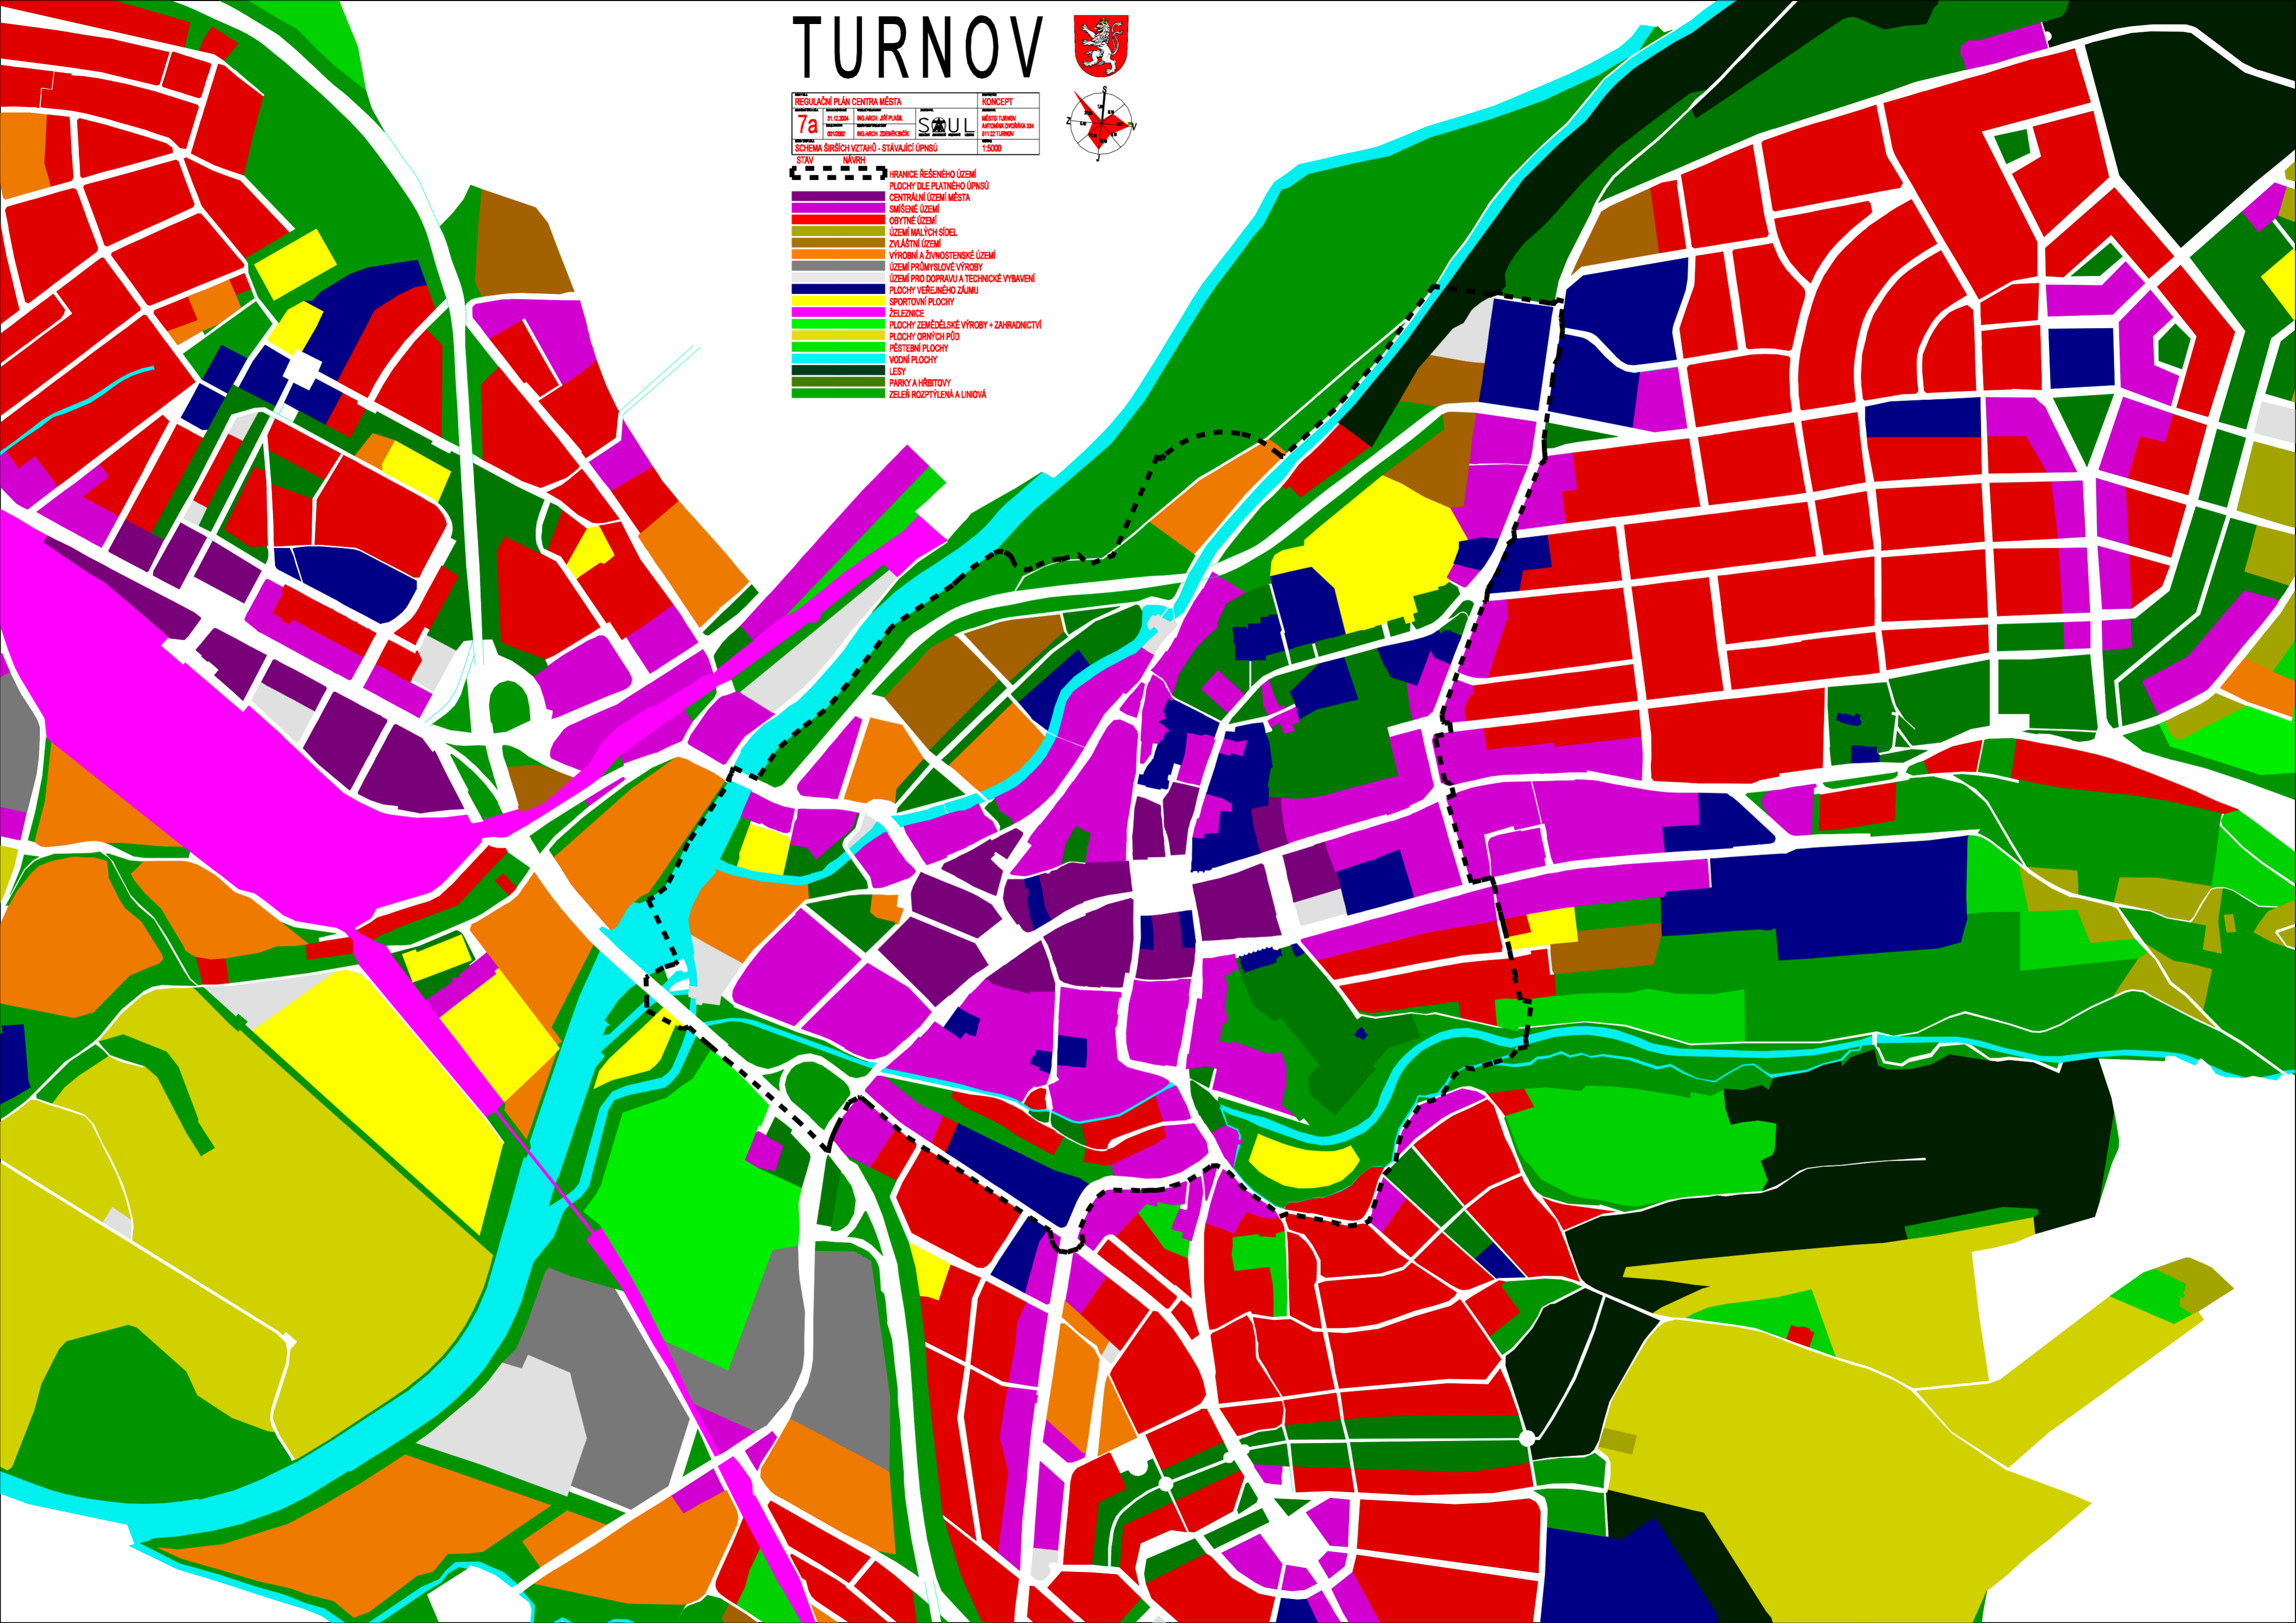 TURNOV
REGULAČNÍ PLÁN CENTRA MĚSTA
KONCEPT
7a
31.12.2004
ING.ARCH. JIŘÍ PLAŠIL
ING.ARCH. ZDENĚK BIČÍK
SAUL
MĚSTO TURNOV
ANTONÍNA DVOŘÁKA 334
511 22 TURNOV
SCHEMA ŠIRŠÍCH VZTAHŮ - STÁVAJÍCÍ ÚPNSÚ
1:5000
STAV NÁVRH
HRANICE ŘEŠENÉHO ÚZEMÍ
PLOCHY DLE PLATNÉHO ÚPNSÚ
CENTRÁLNÍ ÚZEMÍ MĚSTA
SMÍŠENÉ ÚZEMÍ
OBYTNÉ ÚZEMÍ
ÚZEMÍ MALÝCH SÍDEL
ZVLÁŠTNÍ ÚZEMÍ
VÝROBNÍ A ŽIVNOSTENSKÉ ÚZEMÍ
ÚZEMÍ PRŮMYSLOVÉ VÝROBY
ÚZEMÍ PRO DOPRAVU A TECHNICKÉ VYBAVENÍ
PLOCHY VEŘEJNÉHO ZÁJMU
SPORTOVNÍ PLOCHY
ŽELEZNICE
PLOCHY ZEMĚDĚLSKÉ VÝROBY + ZAHRADNICTVÍ
PLOCHY ORNÝCH PŮD
PĚSTEBNÍ PLOCHY
VODNÍ PLOCHY
LESY
PARKY A HŘBITOVY
ZELEŇ ROZPTÝLENÁ A LINIOVÁ
S
Z
V
J